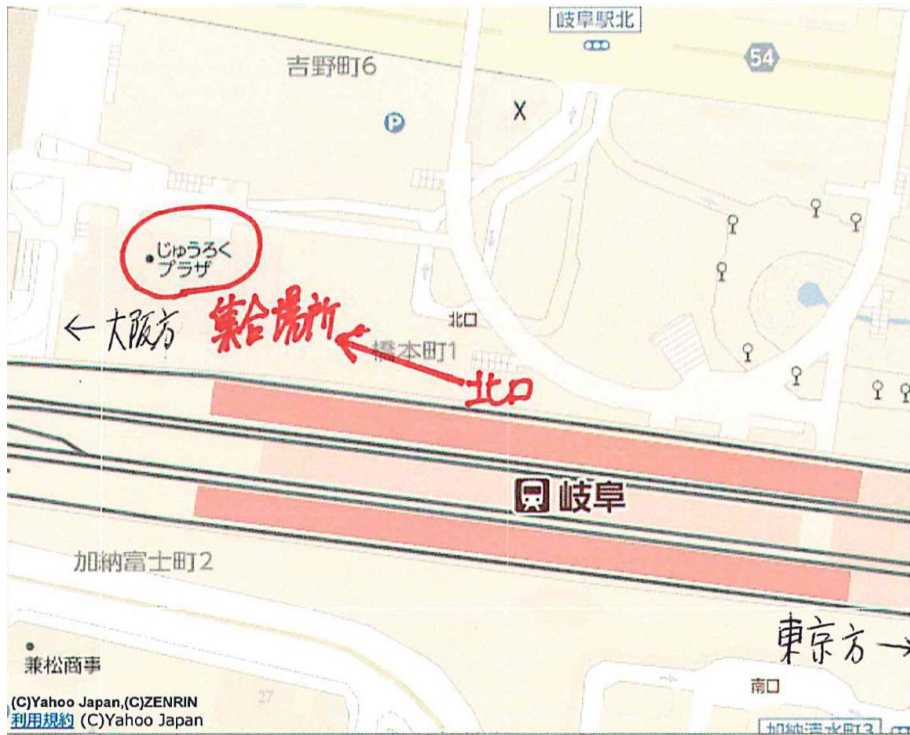 岐阜駅北
54
吉野町6
P
X
じゅうろく
プラザ
集合場所
← 大阪方
北口
橋本町1
北口
岐阜
加納富士町2
東京方→
兼松商事
南口
27
(C)Yahoo Japan,(C)ZENRIN
利用規約 (C)Yahoo Japan
加納清水町3